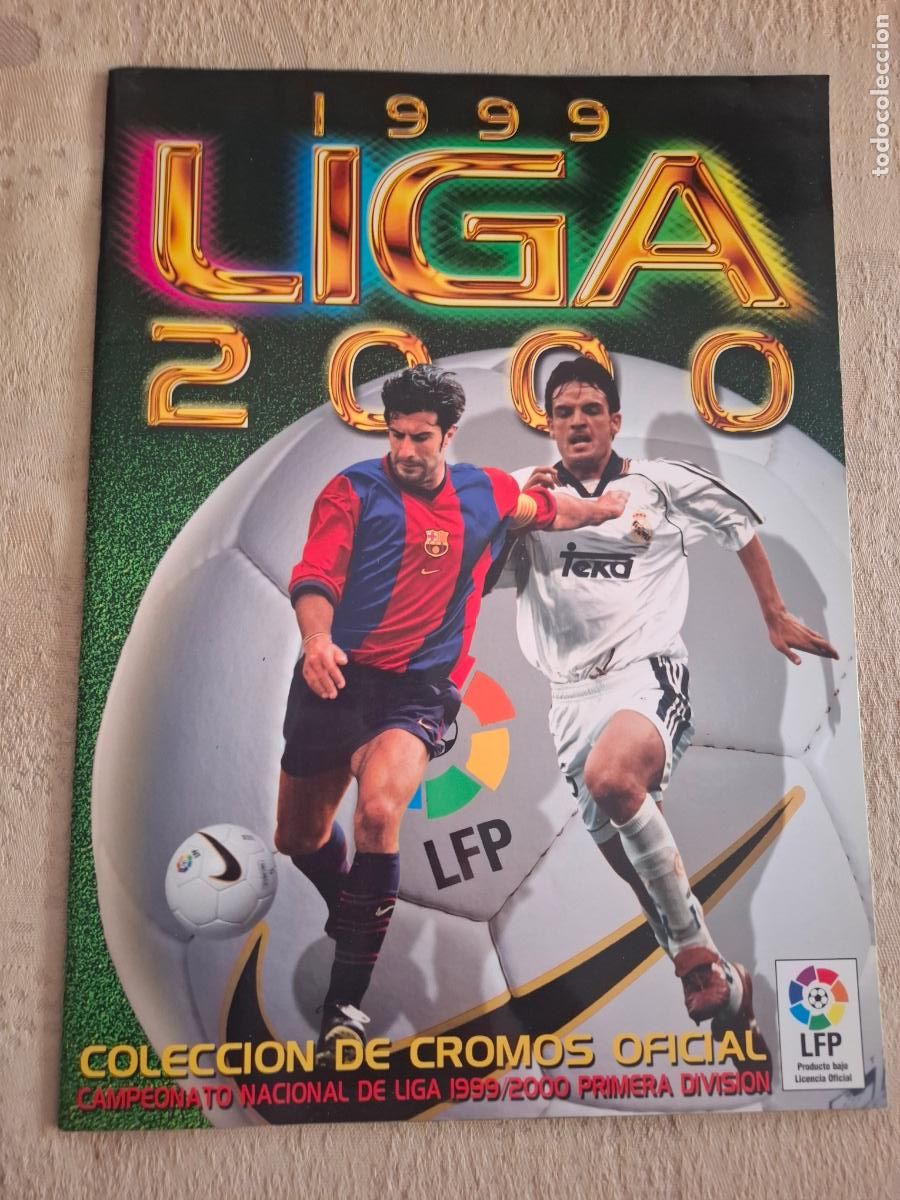 1999
LIGA
2000
TEKA
LFP
COLECCION DE CROMOS OFICIAL
CAMPEONATO NACIONAL DE LIGA 1999/2000 PRIMERA DIVISION
LFP
Producto bajo
Licencia Oficial
todocoleccion